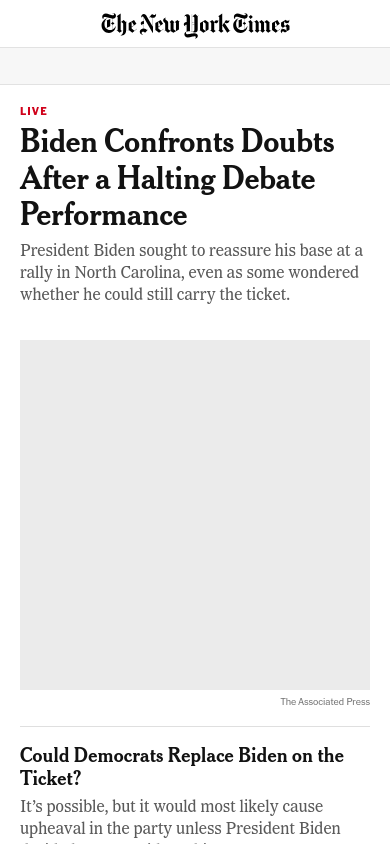 The New York Times
LIVE
Biden Confronts Doubts
After a Halting Debate
Performance
President Biden sought to reassure his base at a
rally in North Carolina, even as some wondered
whether he could still carry the ticket.
The Associated Press
Could Democrats Replace Biden on the
Ticket?
It’s possible, but it would most likely cause
upheaval in the party unless President Biden